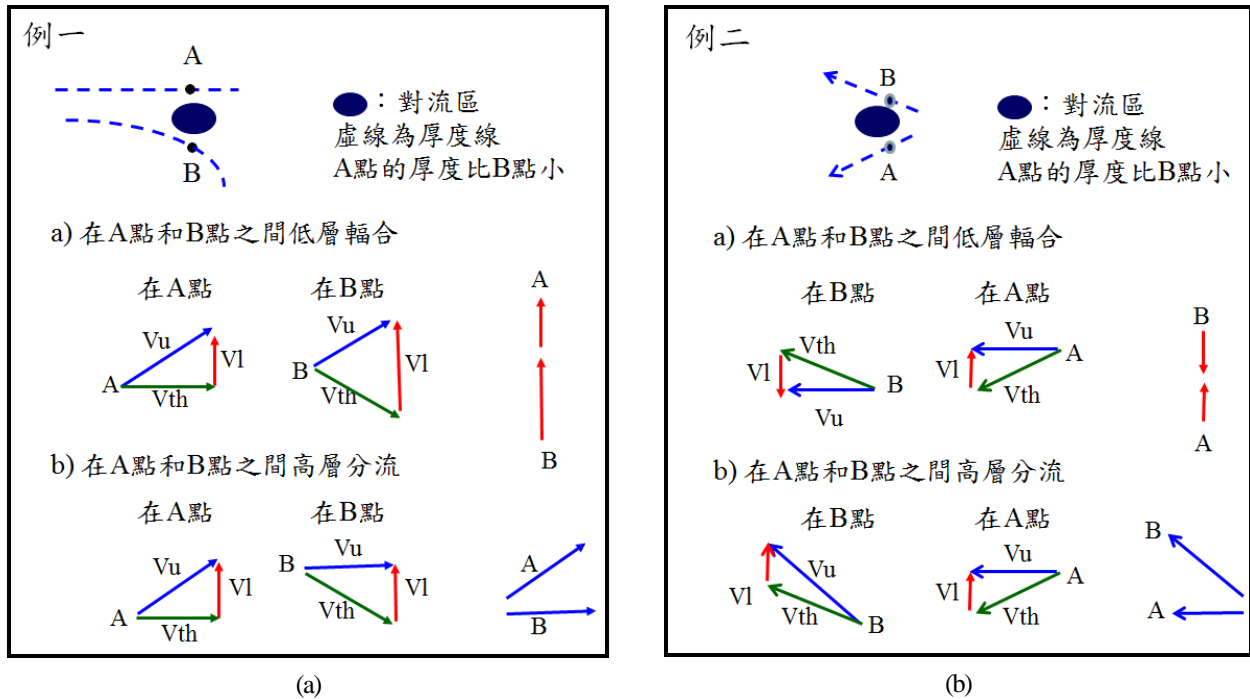 例一
A
B
：對流區
虛線為厚度線
A點的厚度比B點小
a) 在A點和B點之間低層輻合
在A點
在B點
A
Vu
Vl
A
Vth
Vu
B
Vl
Vth
B
b) 在A點和B點之間高層分流
在A點
在B點
Vu
Vl
A
Vth
B
Vu
Vl
Vth
A
B
(a)
例二
B
A
：對流區
虛線為厚度線
A點的厚度比B點小
a) 在A點和B點之間低層輻合
在B點
在A點
B
Vth
Vl
B
Vu
Vu
A
Vl
Vth
A
b) 在A點和B點之間高層分流
在B點
在A點
Vu
Vl
Vth
B
Vu
A
Vl
Vth
B
A
(b)